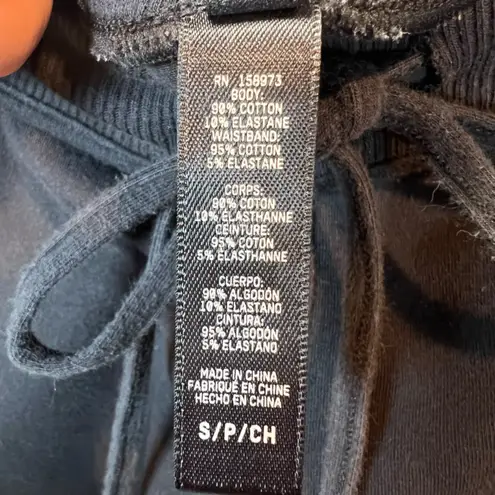 RN 158973
BODY:
90% COTTON
10% ELASTANE
WAISTBAND:
95% COTTON
5% ELASTANE
CORPS:
90% COTON
10% ELASTHANNE
CEINTURE:
95% COTON
5% ELASTHANNE
CUERPO:
90% ALGODÓN
10% ELASTANO
CINTURA:
95% ALGODÓN
5% ELASTANO
MADE IN CHINA
FABRIQUÉ EN CHINE
HECHO EN CHINA
S/P/CH